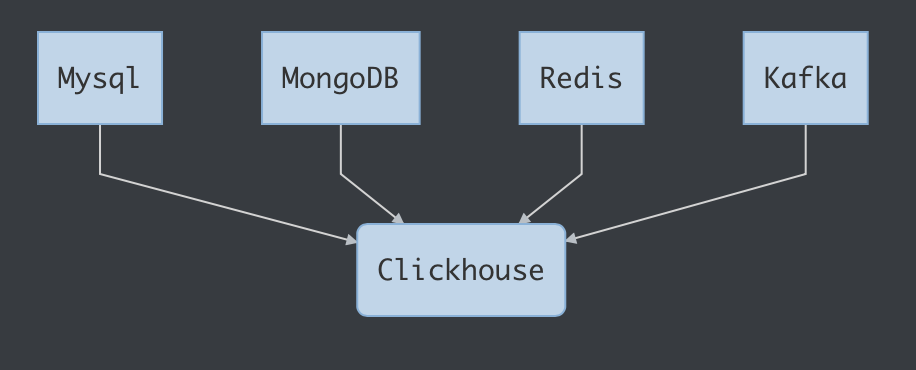 Mysql
MongoDB
Redis
Kafka
Clickhouse